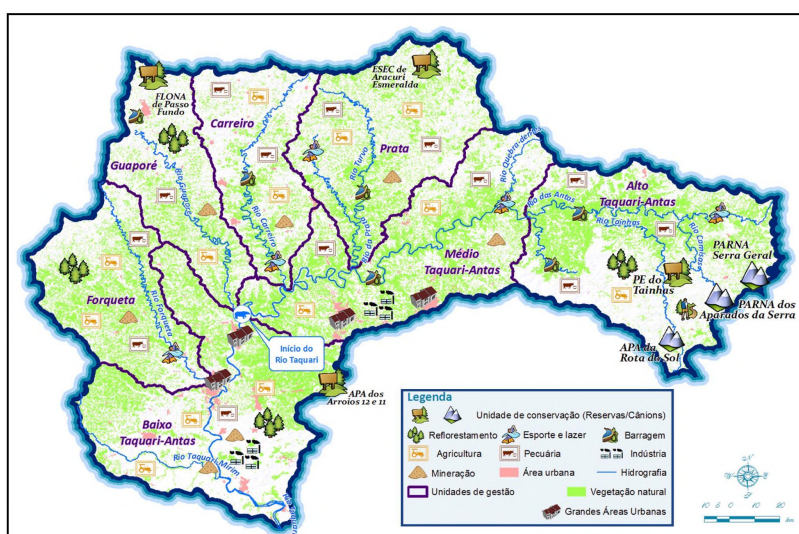 FLONA
de Passo
Fundo
ESEC de
Aracuri
Esmeralda
Carreiro
Prata
Guaporé
Rio Guaporé
Rio Carreiro
Rio Turvo
Rio da Prata
Rio das Antas
Rio Tainhas
Alto
Taquari-Antas
Médio
Taquari-Antas
PARNA
Serra Geral
PE do
Tainhas
PARNA dos
Aparados da Serra
APA da
Rota do Sol
Forqueta
Rio Forqueta
Início do
Rio Taquari
APA dos
Arroios 12 e 11
Baixo
Taquari-Antas
Rio Taquari-Mirim
Legenda
Unidade de conservação (Reservas/Cânions)
Reflorestamento
Esporte e lazer
Barragem
Agricultura
Pecuária
Indústria
Mineração
Área urbana
Hidrografia
Unidades de gestão
Vegetação natural
Grandes Áreas Urbanas
10 5 0 10 20
km